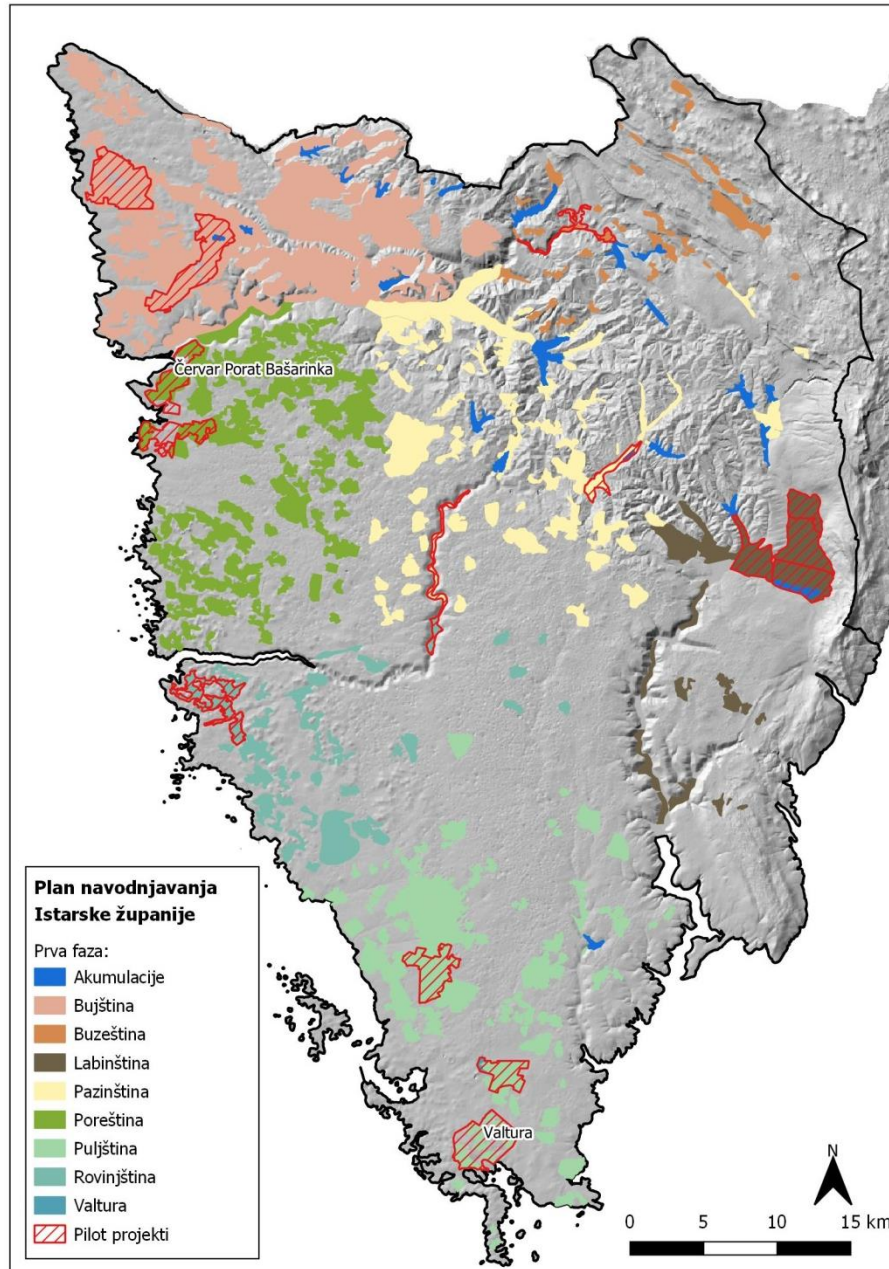 Červar Porat Bašarinka
Valtura
Plan navodnjavanja
Istarske županije
Prva faza:
Akumulacije
Bujština
Buzeština
Labinština
Pazinština
Poreština
Puljština
Rovinjština
Valtura
Pilot projekti
N
0 5 10 15 km